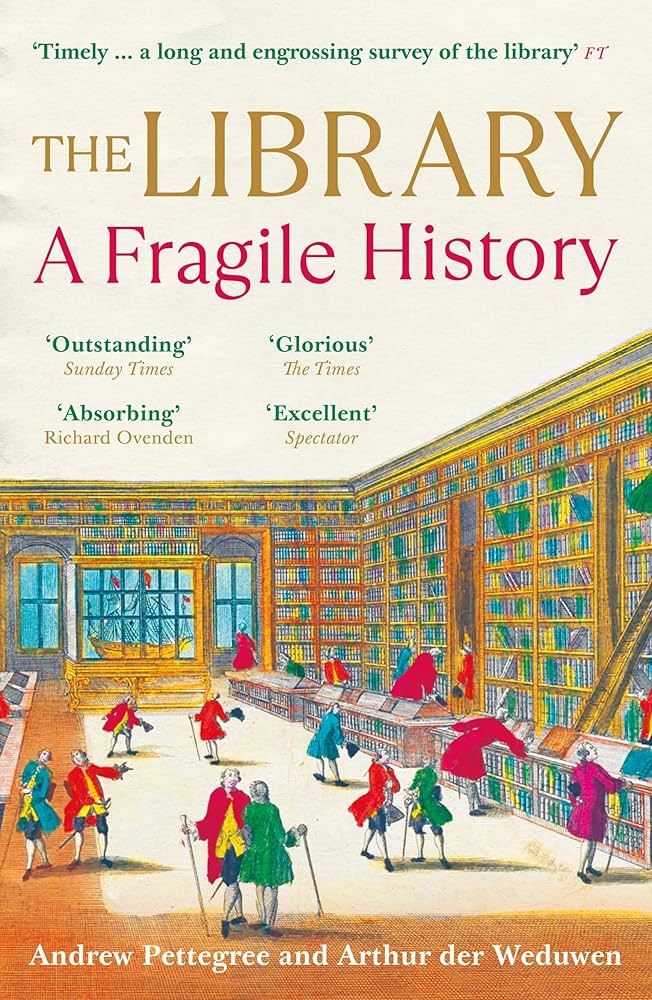 ‘Timely ... a long and engrossing survey of the library’ FT
THE LIBRARY
A Fragile History
‘Outstanding’
Sunday Times
‘Glorious’
The Times
‘Absorbing’
Richard Ovenden
‘Excellent’
Spectator
Andrew Pettegree and Arthur der Weduwen